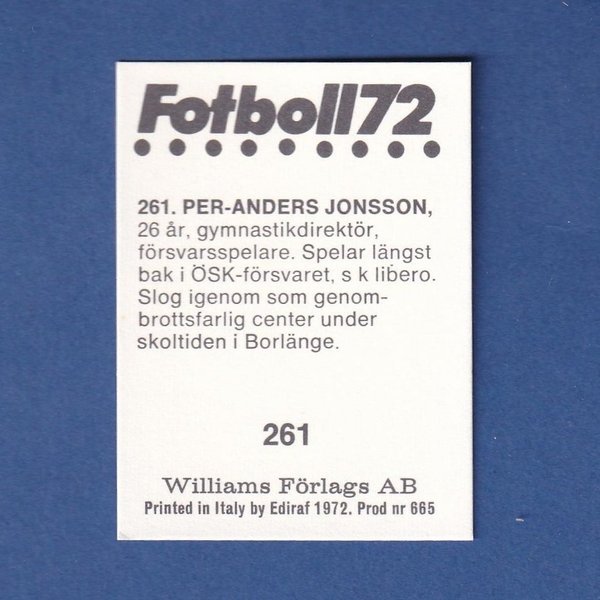 Fotboll72
261. PER-ANDERS JONSSON,
26 år, gymnastikdirektör,
försvarsspelare. Spelar längst
bak i ÖSK-försvaret, s k libero.
Slog igenom som genom-
brottsfarlig center under
skoltiden i Borlänge.
261
Williams Förlags AB
Printed in Italy by Ediraf 1972. Prod nr 665